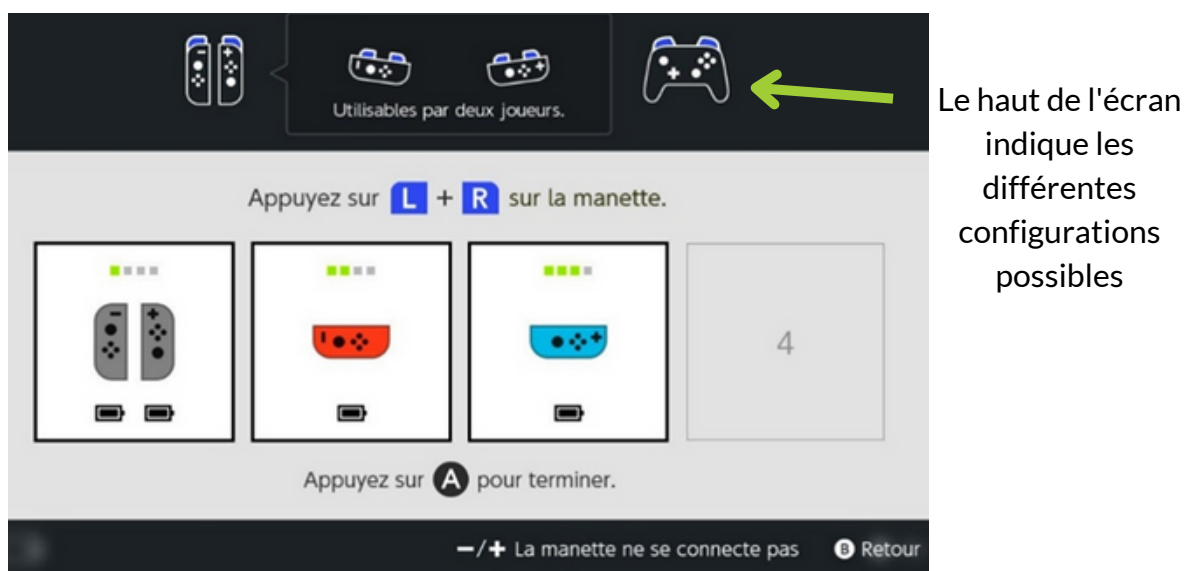 Utilisables par deux joueurs.
Le haut de l'écran
indique les
différentes
configurations
possibles
Appuyez sur L + R sur la manette.
4
Appuyez sur A pour terminer.
−/+ La manette ne se connecte pas B Retour